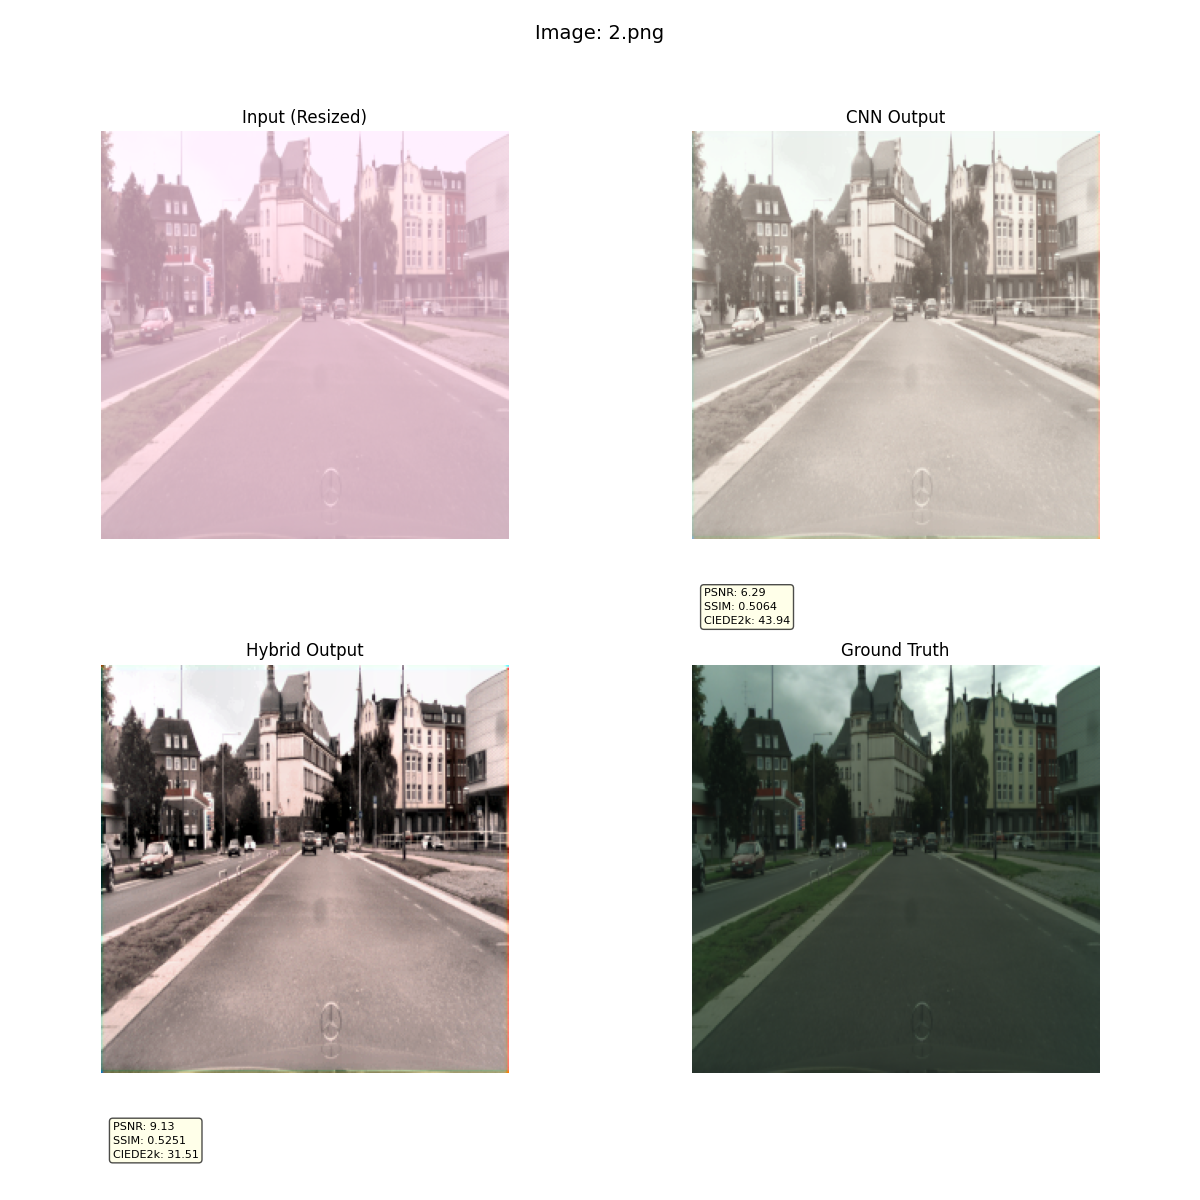 Image: 2.png
Input (Resized)
CNN Output
PSNR: 6.29
SSIM: 0.5064
CIEDE2k: 43.94
Hybrid Output
Ground Truth
PSNR: 9.13
SSIM: 0.5251
CIEDE2k: 31.51